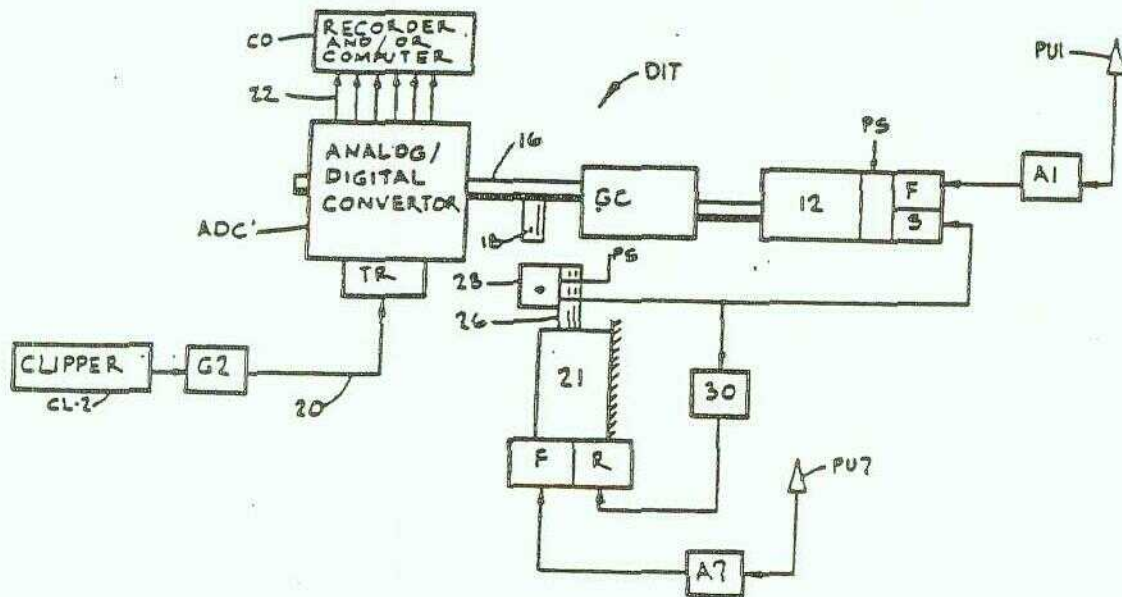 CO
RECORDER
AND/OR
COMPUTER
DIT
PU1
22
PS
ANALOG/
DIGITAL
CONVERTOR
16
GC
12
F
S
A1
ADC'
18
TR
28
PS
26
CLIPPER
G2
21
30
CL-2
20
F
R
PU7
A7